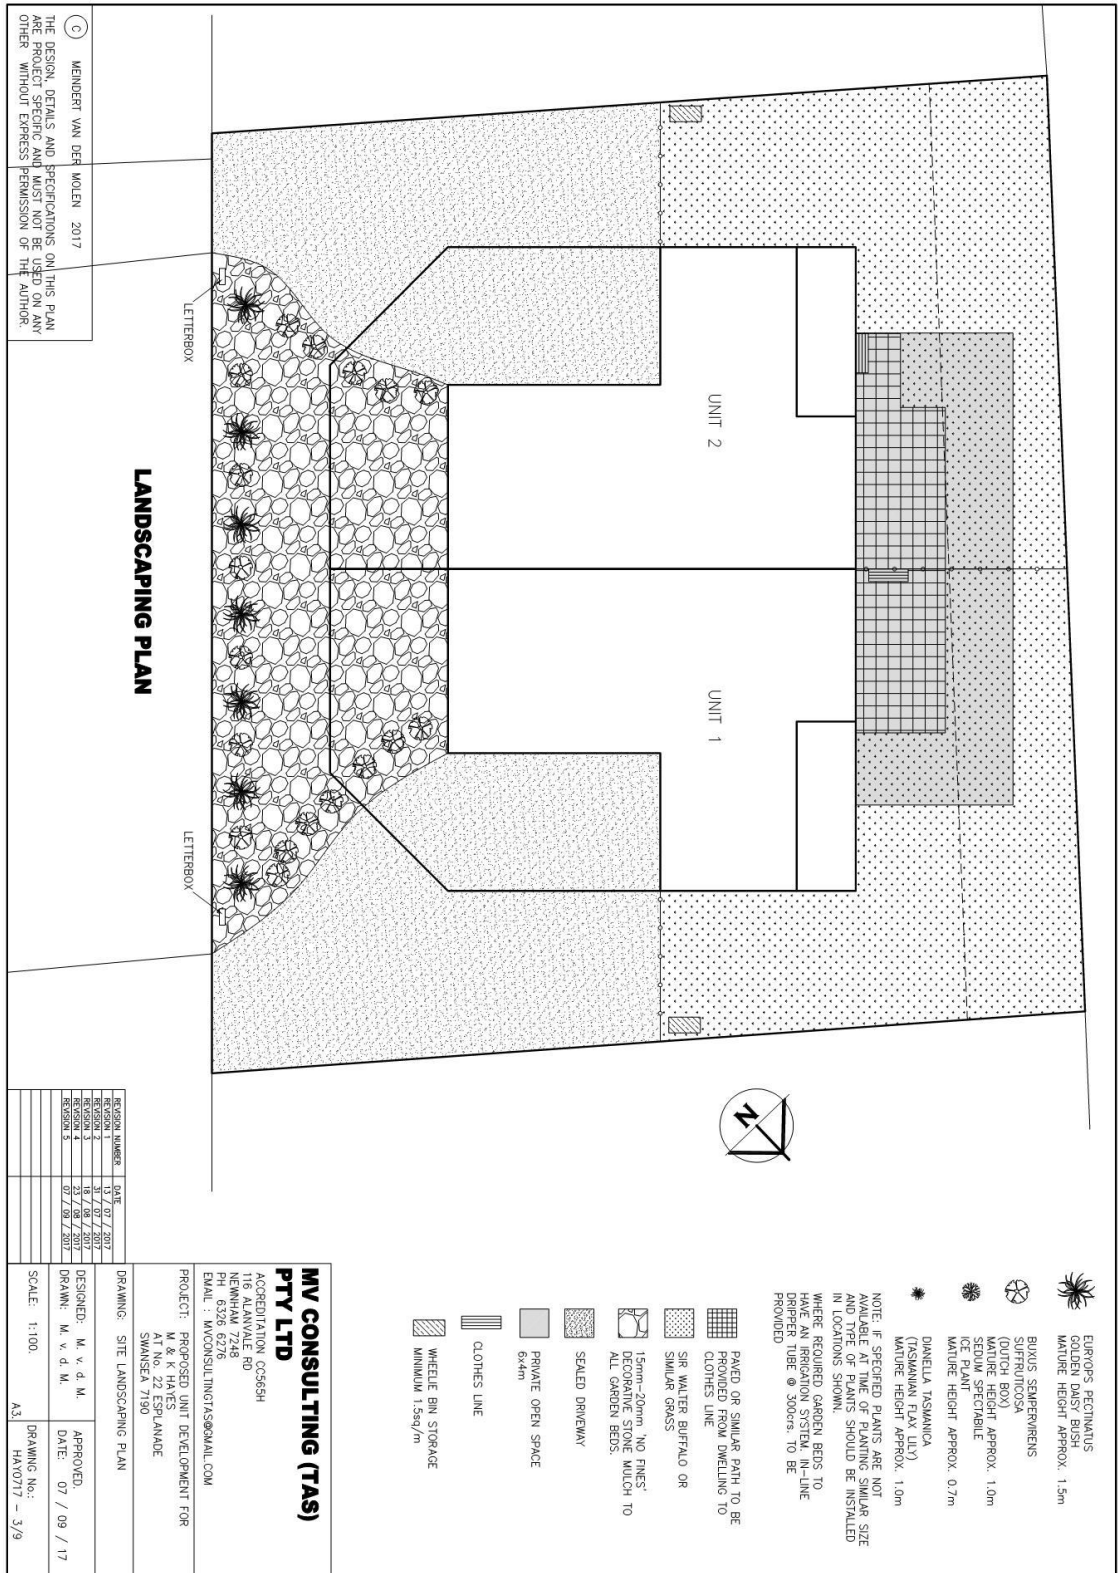 EURYOPS PECTINATUS
GOLDEN DAISY BUSH
MATURE HEIGHT APPROX. 1.5m
BUXUS SEMPERVIRENS
SUFFRUTICOSA
(DUTCH BOX)
MATURE HEIGHT APPROX. 1.0m
SEDUM SPECTABILE
ICE PLANT
MATURE HEIGHT APPROX. 0.7m
DIANELLA TASMANICA
(TASMANIAN FLAX LILY)
MATURE HEIGHT APPROX. 1.0m
NOTE: IF SPECIFIED PLANTS ARE NOT
AVAILABLE AT TIME OF PLANTING SIMILAR SIZE
AND TYPE OF PLANTS SHOULD BE INSTALLED
IN LOCATIONS SHOWN.
WHERE REQUIRED GARDEN BEDS TO
HAVE AN IRRIGATION SYSTEM. IN-LINE
DRIPPER TUBE @ 300crs. TO BE
PROVIDED
PAVED OR SIMILAR PATH TO BE
PROVIDED FROM DWELLING TO
CLOTHES LINE
SIR WALTER BUFFALO OR
SIMILAR GRASS
15mm-20mm 'NO FINES'
DECORATIVE STONE MULCH TO
ALL GARDEN BEDS.
SEALED DRIVEWAY
PRIVATE OPEN SPACE
6x4m
CLOTHES LINE
WHEELIE BIN STORAGE
MINIMUM 1.5sq/m
N
UNIT 2
UNIT 1
LETTERBOX
LETTERBOX
LANDSCAPING PLAN
C MEINDERT VAN DER MOLEN 2017
THE DESIGN, DETAILS AND SPECIFICATIONS ON THIS PLAN
ARE PROJECT SPECIFIC AND MUST NOT BE USED ON ANY
OTHER WITHOUT EXPRESS PERMISSION OF THE AUTHOR.
REVISION NUMBER DATE
REVISION 1 13 / 07 / 2017
REVISION 2 31 / 07 / 2017
REVISION 3 18 / 08 / 2017
REVISION 4 23 / 08 / 2017
REVISION 5 07 / 09 / 2017
MV CONSULTING (TAS)
PTY LTD
ACCREDITATION CC565H
116 ALANVALE RD
NEWNHAM 7248
PH 6326 6276
EMAIL : MVCONSULTINGTAS@GMAIL.COM
PROJECT: PROPOSED UNIT DEVELOPMENT FOR
M & K HAYES
AT No. 22 ESPLANADE
SWANSEA 7190
DRAWING: SITE LANDSCAPING PLAN
DESIGNED: M. v. d. M. APPROVED.
DRAWN: M. v. d. M. DATE: 07 / 09 / 17
SCALE: 1:100. A3. DRAWING No.:
HAY0717 - 3/9